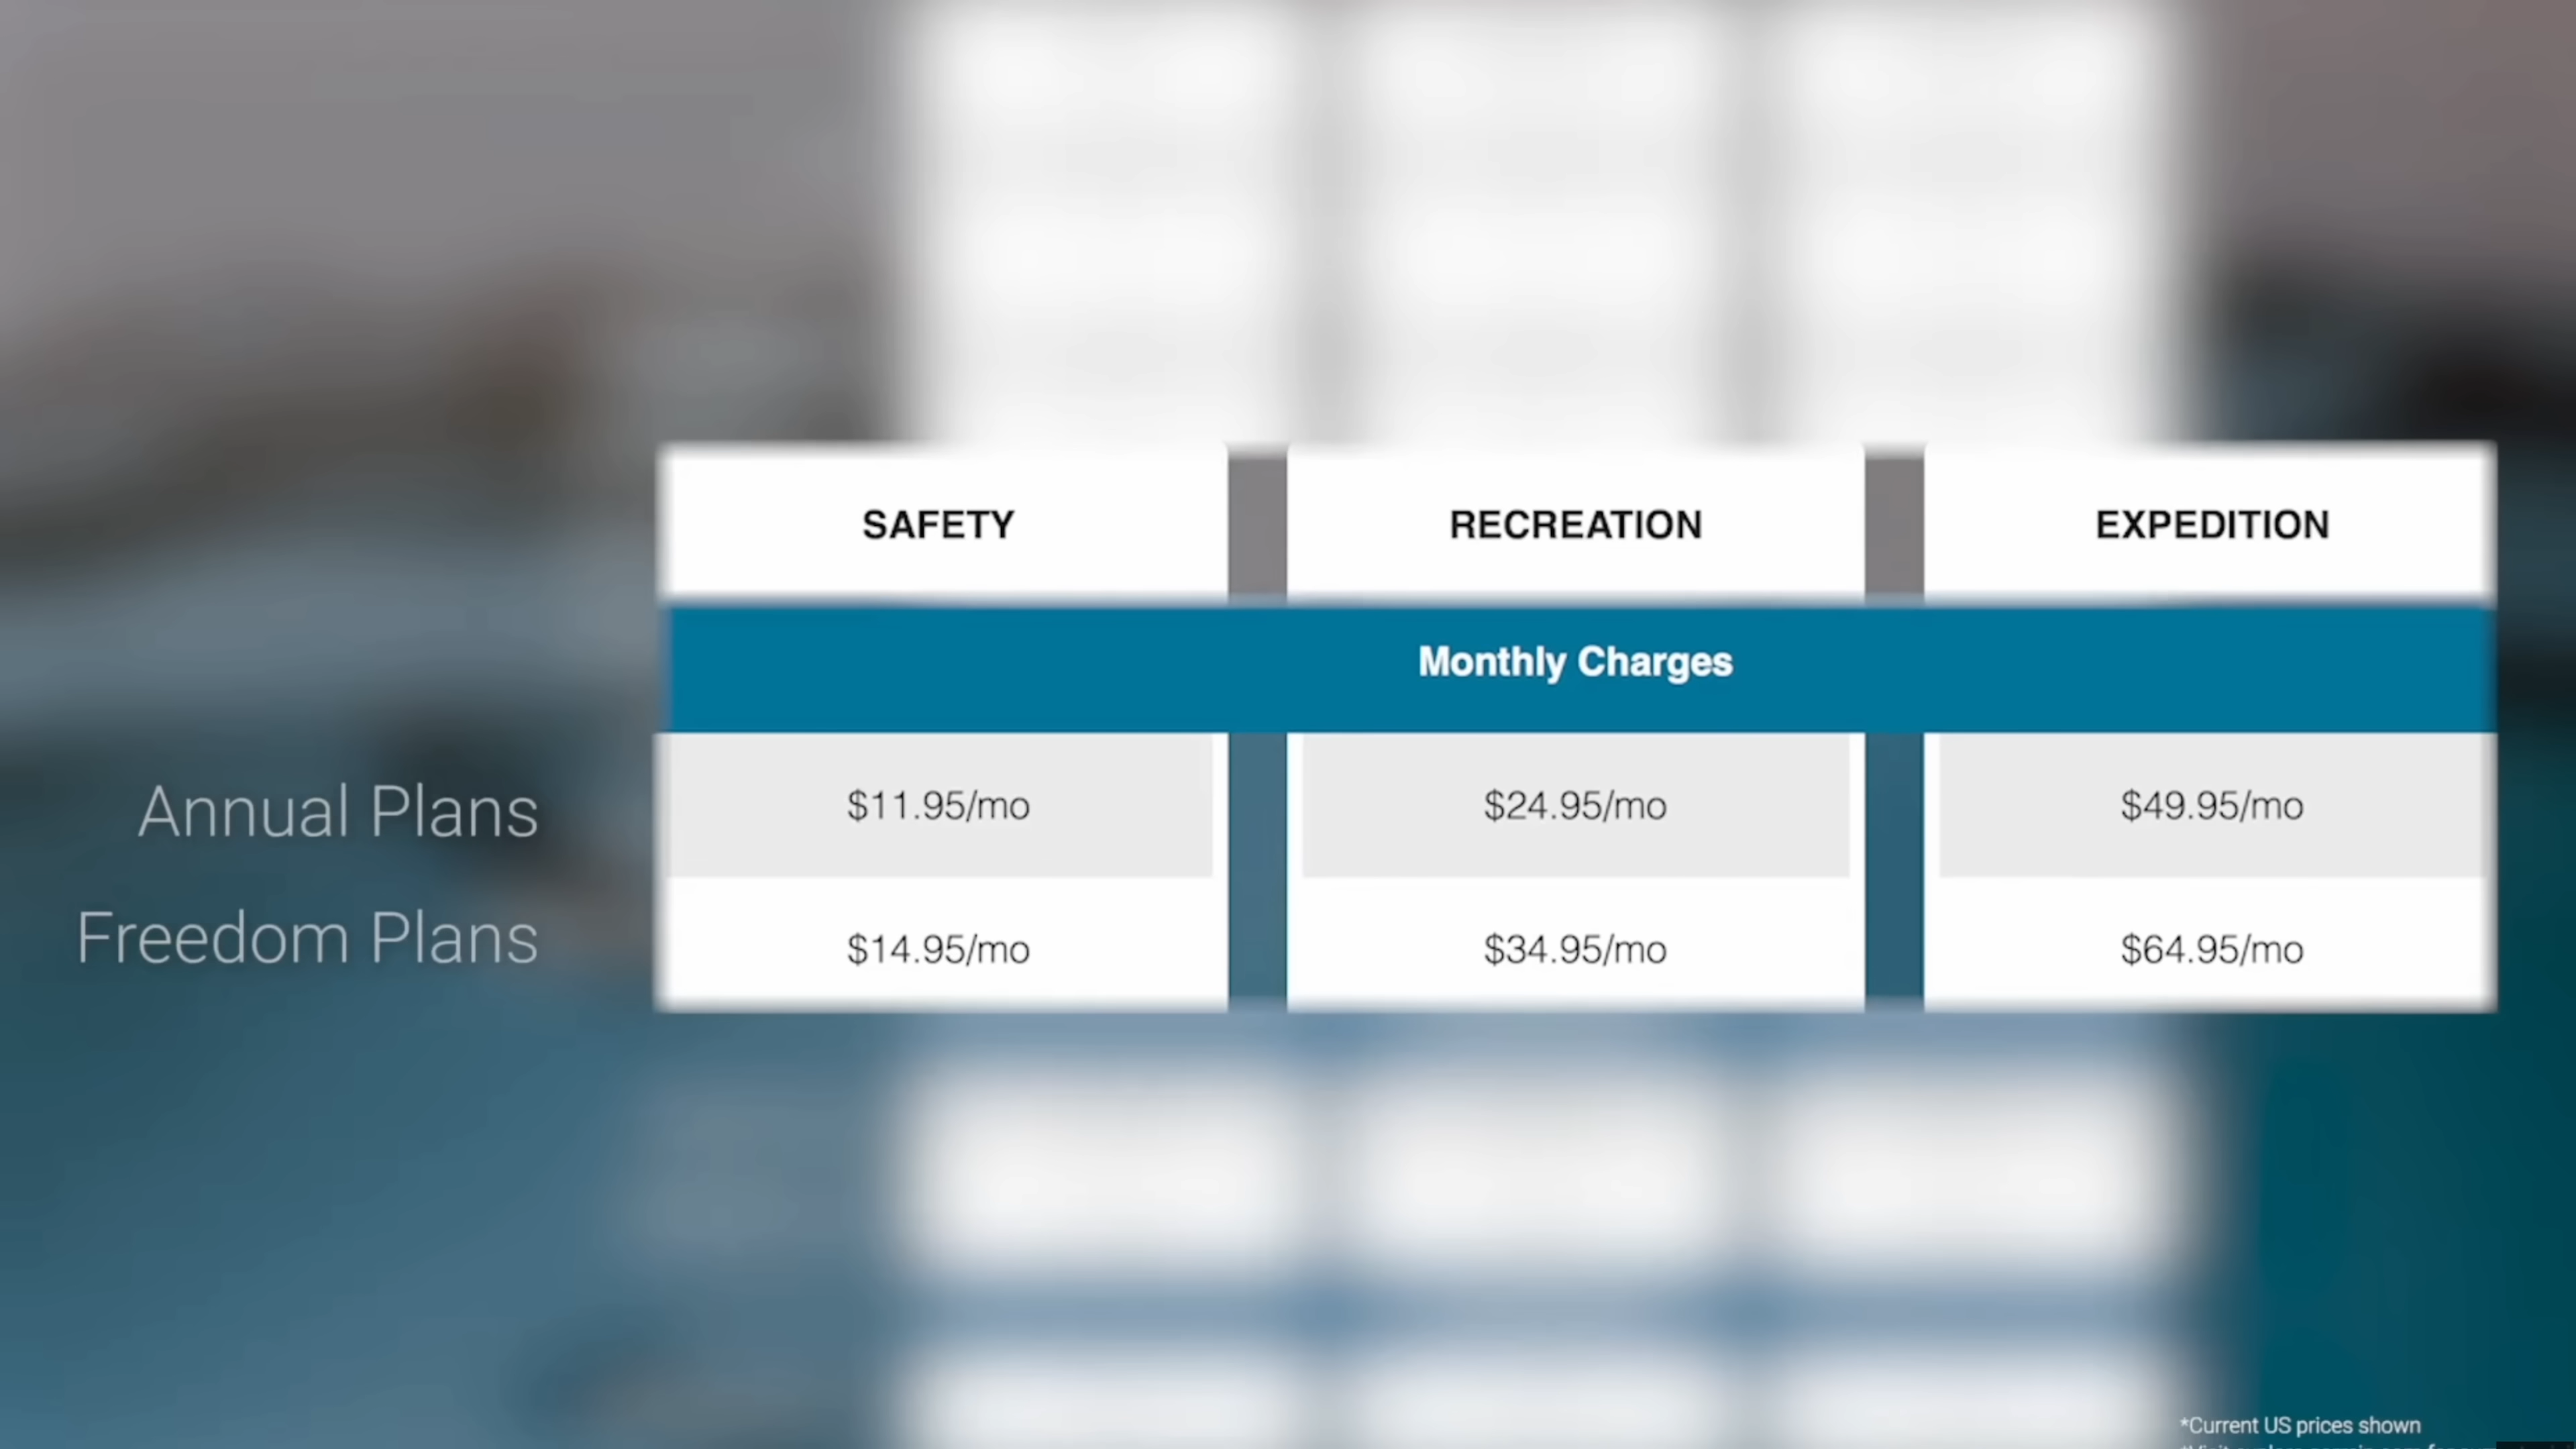 SAFETY RECREATION EXPEDITION
Monthly Charges
Annual Plans $11.95/mo $24.95/mo $49.95/mo
Freedom Plans $14.95/mo $34.95/mo $64.95/mo
*Current US prices shown